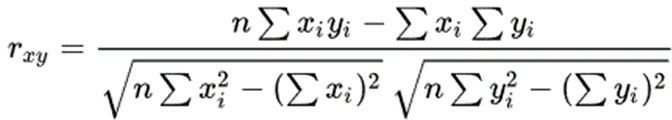 r_{xy} = \frac{n \sum x_i y_i - \sum x_i \sum y_i}{\sqrt{n \sum x_i^2 - (\sum x_i)^2} \sqrt{n \sum y_i^2 - (\sum y_i)^2}}